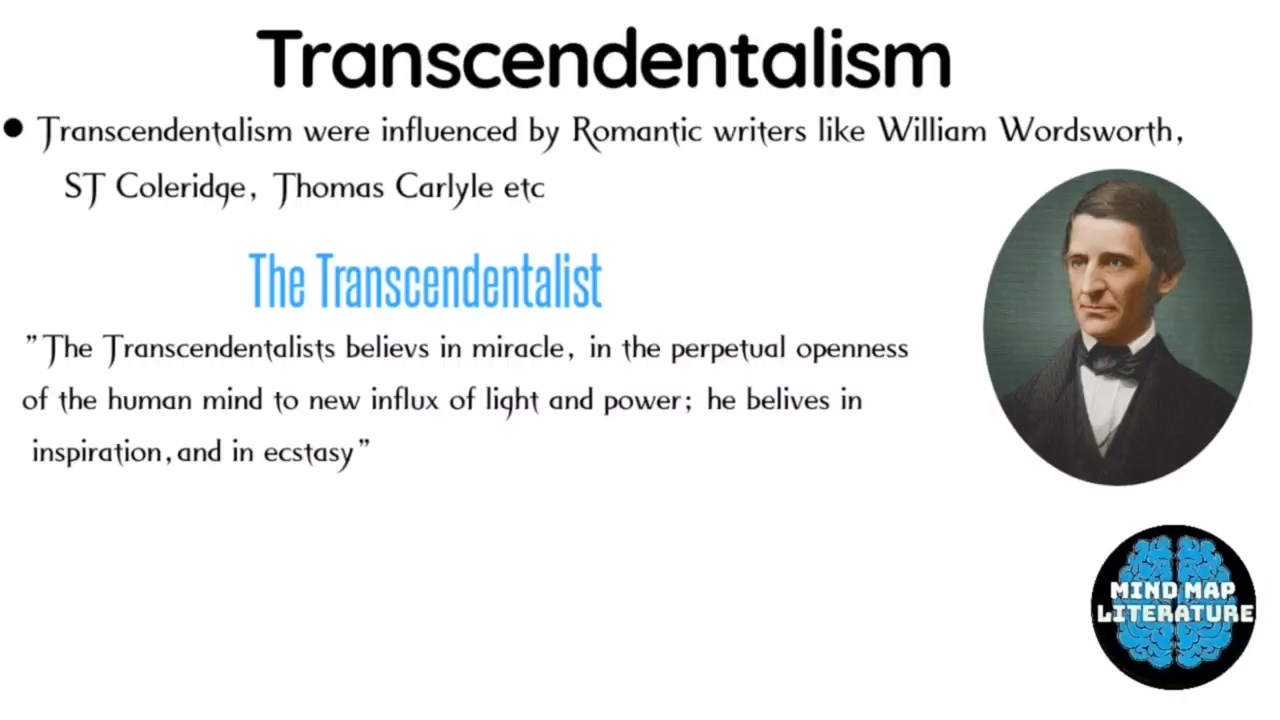 Transcendentalism
● Transcendentalism were influenced by Romantic writers like William Wordsworth,
ST Coleridge, Thomas Carlyle etc
The Transcendentalist
"The Transcendentalists believs in miracle, in the perpetual openness
of the human mind to new influx of light and power; he belives in
inspiration, and in ecstasy"
MIND MAP
LITERATURE